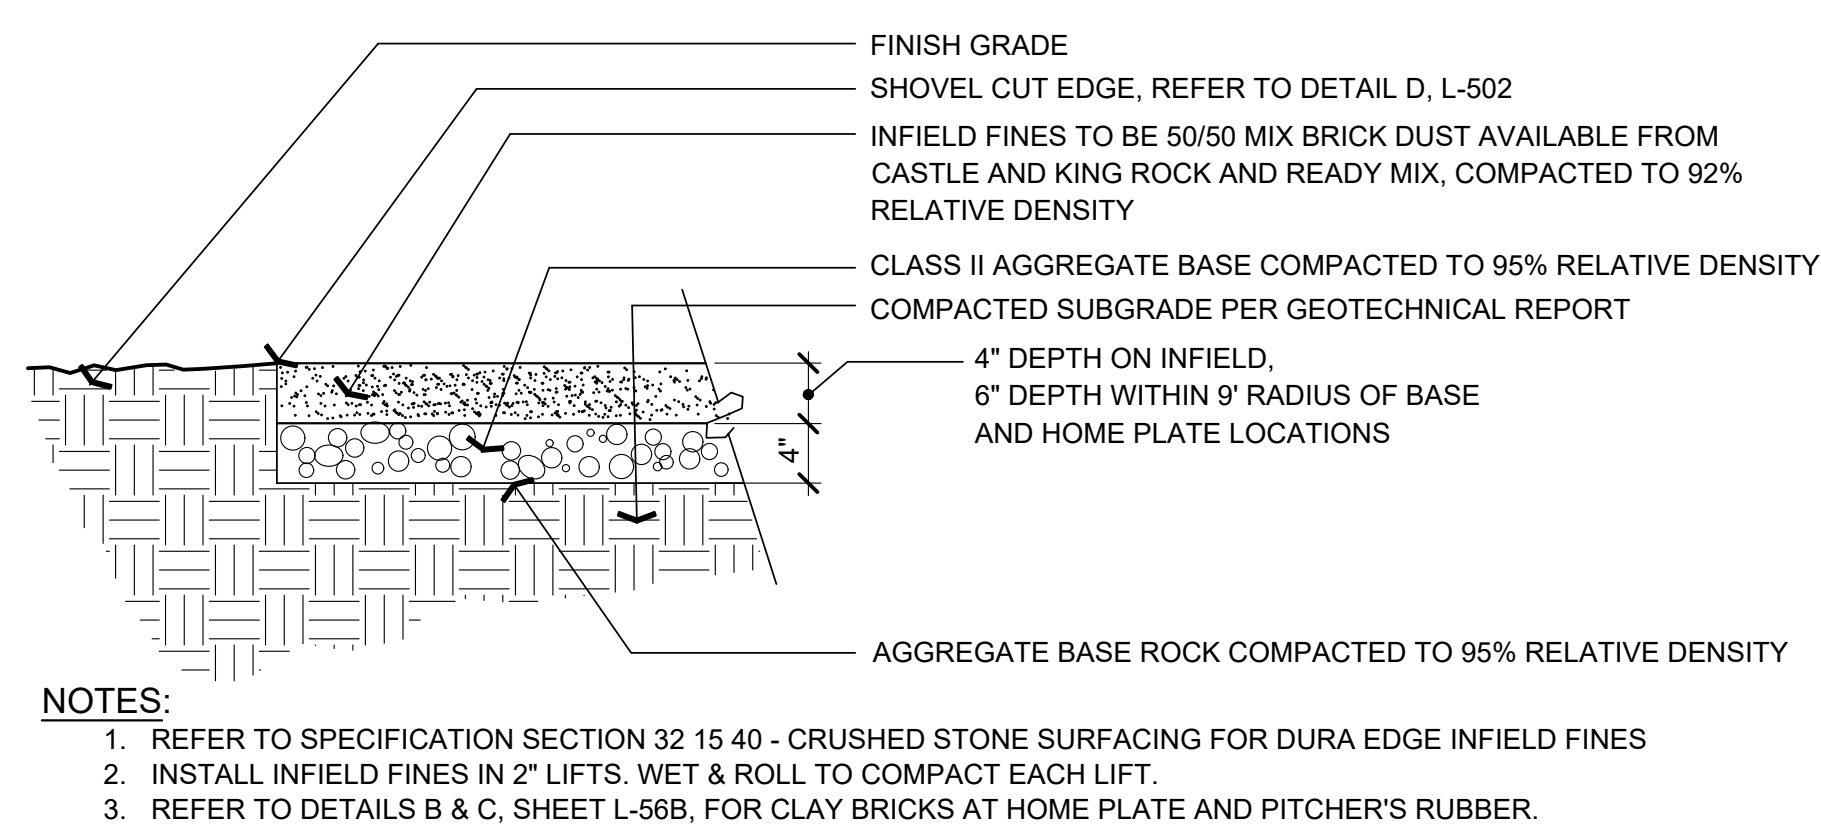 FINISH GRADE
SHOVEL CUT EDGE, REFER TO DETAIL D, L-502
INFIELD FINES TO BE 50/50 MIX BRICK DUST AVAILABLE FROM
CASTLE AND KING ROCK AND READY MIX, COMPACTED TO 92%
RELATIVE DENSITY
CLASS II AGGREGATE BASE COMPACTED TO 95% RELATIVE DENSITY
COMPACTED SUBGRADE PER GEOTECHNICAL REPORT
4" DEPTH ON INFIELD,
6" DEPTH WITHIN 9' RADIUS OF BASE
AND HOME PLATE LOCATIONS
4"
AGGREGATE BASE ROCK COMPACTED TO 95% RELATIVE DENSITY
NOTES:
1. REFER TO SPECIFICATION SECTION 32 15 40 - CRUSHED STONE SURFACING FOR DURA EDGE INFIELD FINES
2. INSTALL INFIELD FINES IN 2" LIFTS. WET & ROLL TO COMPACT EACH LIFT.
3. REFER TO DETAILS B & C, SHEET L-56B, FOR CLAY BRICKS AT HOME PLATE AND PITCHER'S RUBBER.